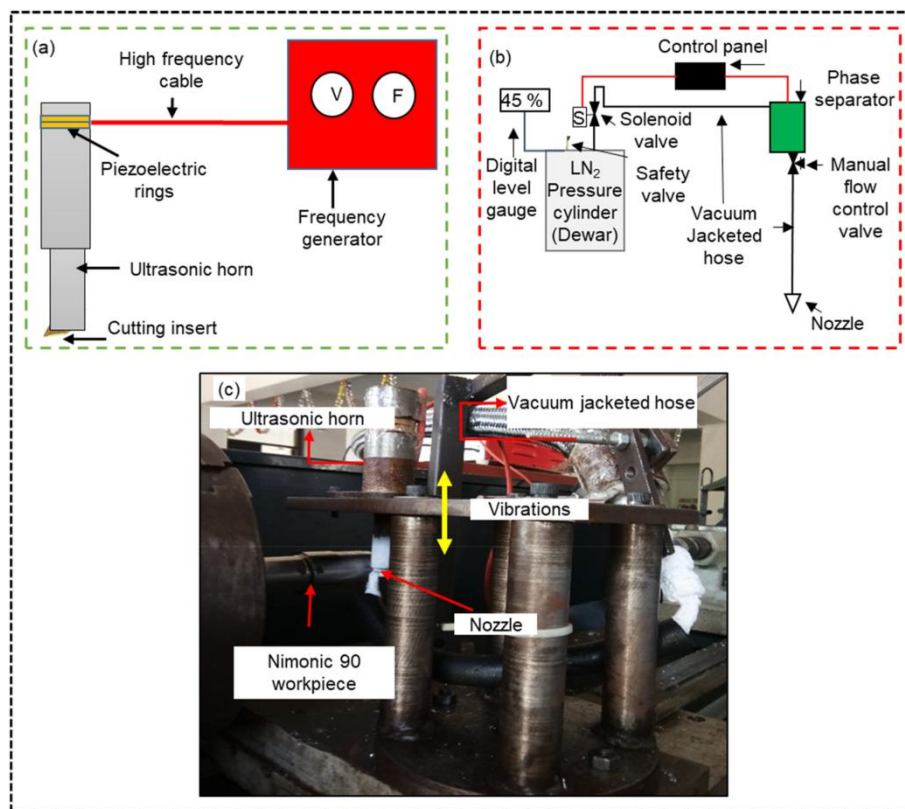 (a)
High frequency
cable
V
F
Piezoelectric
rings
Frequency
generator
Ultrasonic horn
Cutting insert
(b)
Control panel
Phase
separator
45 %
S
Solenoid
valve
Digital
level
gauge
Safety
valve
LN₂
Pressure
cylinder
(Dewar)
Vacuum
Jacketed
hose
Manual
flow
control
valve
Nozzle
(c)
Ultrasonic horn
Vacuum jacketed hose
Vibrations
Nozzle
Nimonic 90
workpiece